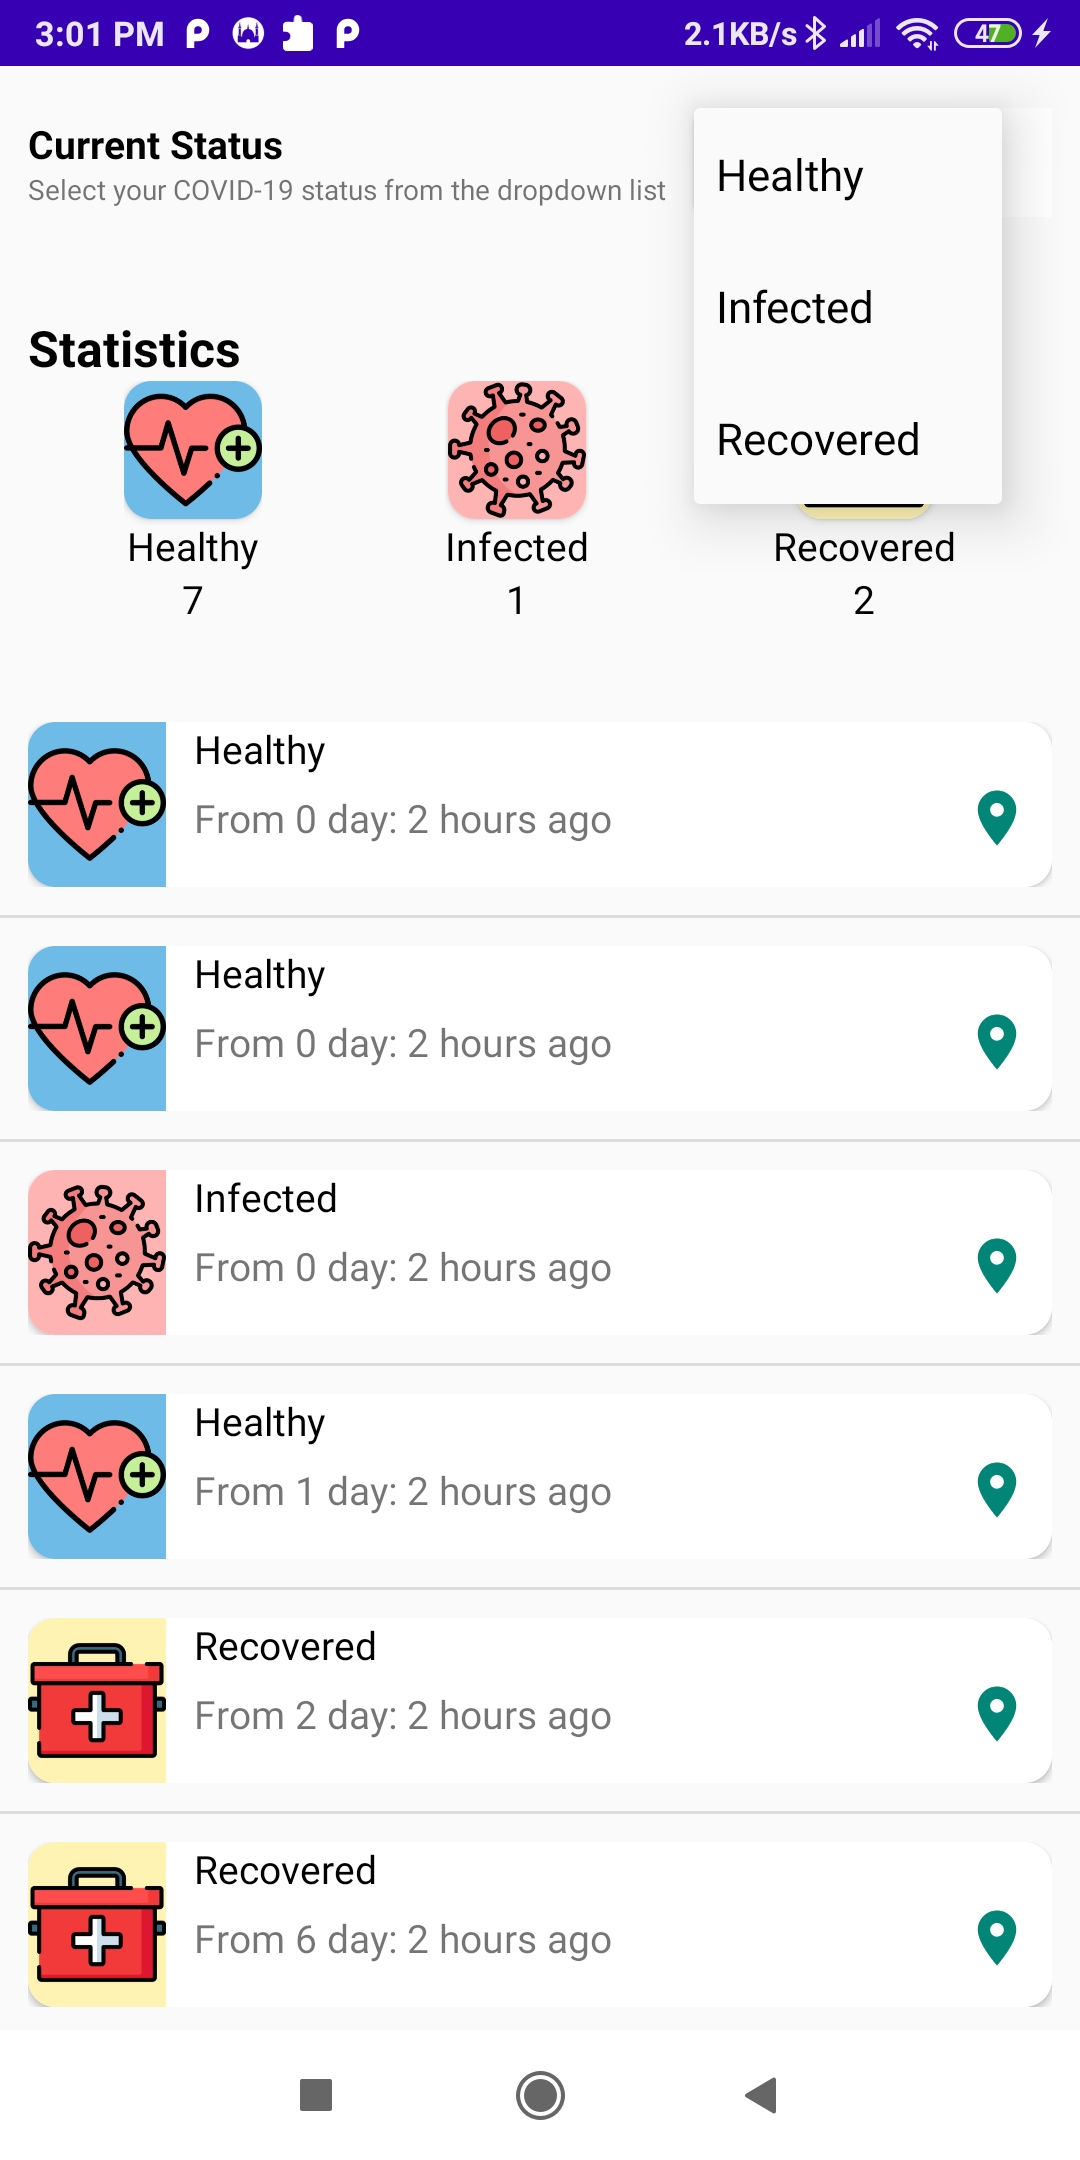 3:01 PM 2.1KB/s 47
Current Status
Select your COVID-19 status from the dropdown list
Healthy
Infected
Recovered
Statistics
Healthy Infected Recovered
7 1 2
Healthy
From 0 day: 2 hours ago
Healthy
From 0 day: 2 hours ago
Infected
From 0 day: 2 hours ago
Healthy
From 1 day: 2 hours ago
Recovered
From 2 day: 2 hours ago
Recovered
From 6 day: 2 hours ago